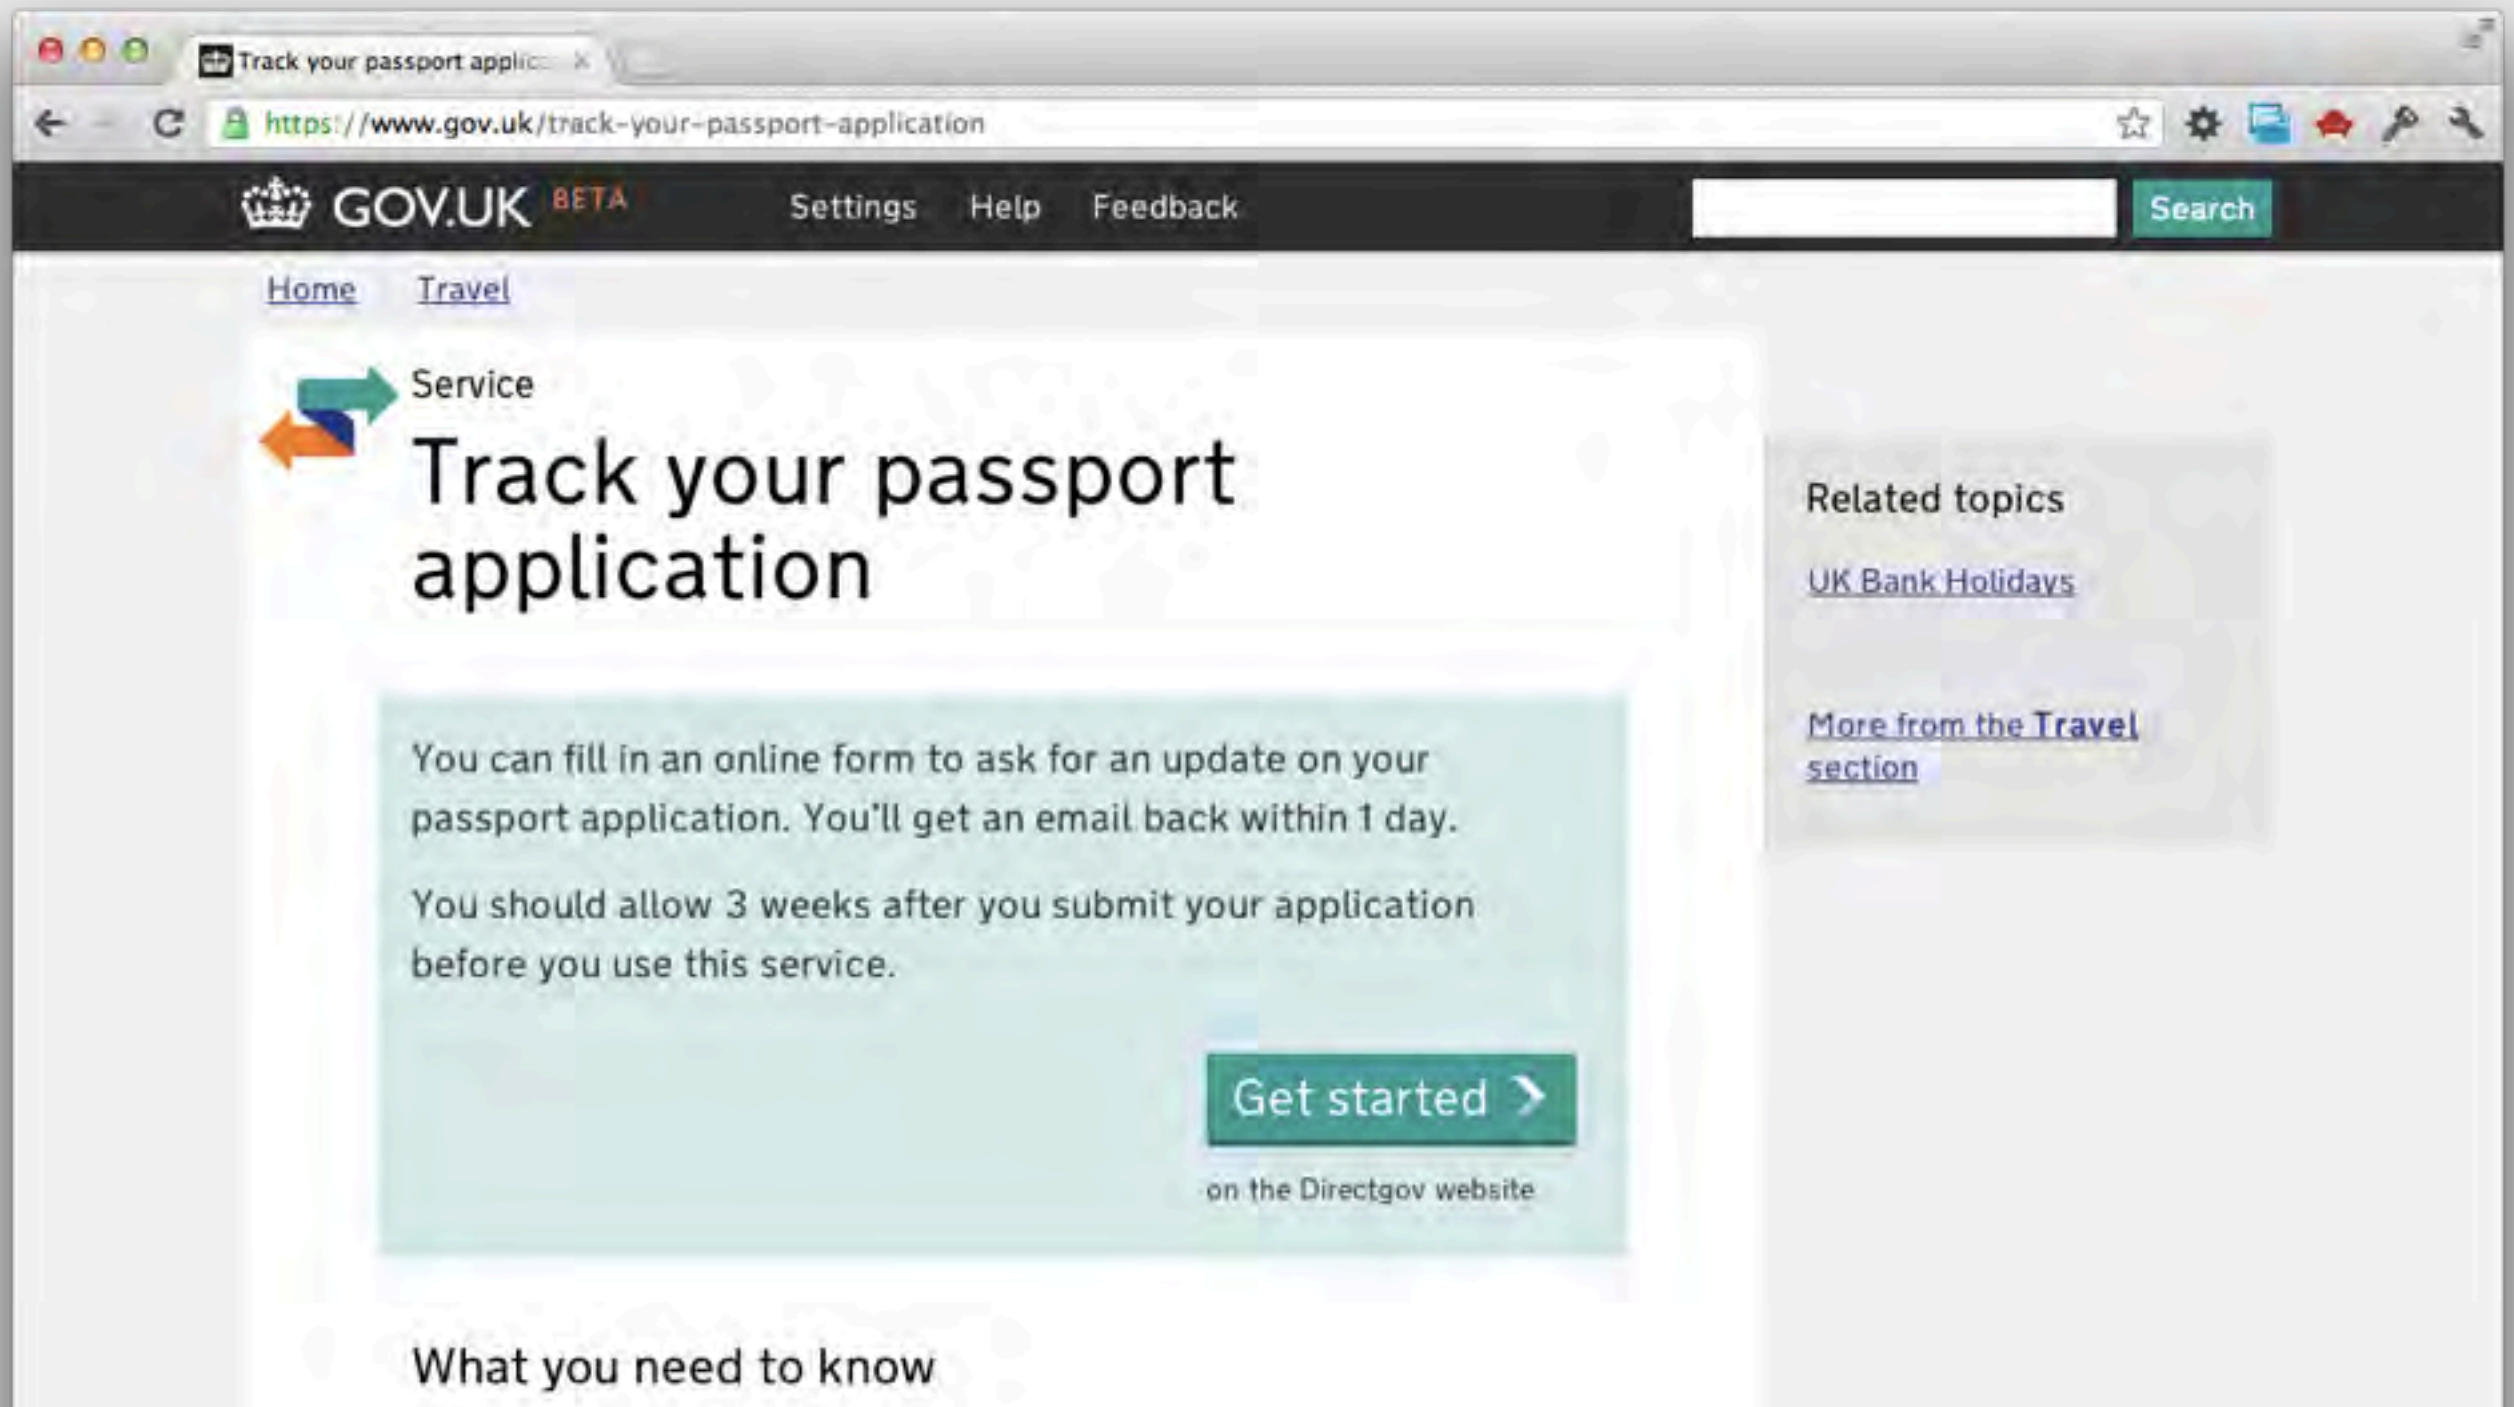 Track your passport applic
https://www.gov.uk/track-your-passport-application
GOV.UK BETA Settings Help Feedback Search
Home Travel
Service
Track your passport
application
You can fill in an online form to ask for an update on your
passport application. You'll get an email back within 1 day.
You should allow 3 weeks after you submit your application
before you use this service.
Get started
on the Directgov website
What you need to know
Related topics
UK Bank Holidays
More from the Travel
section